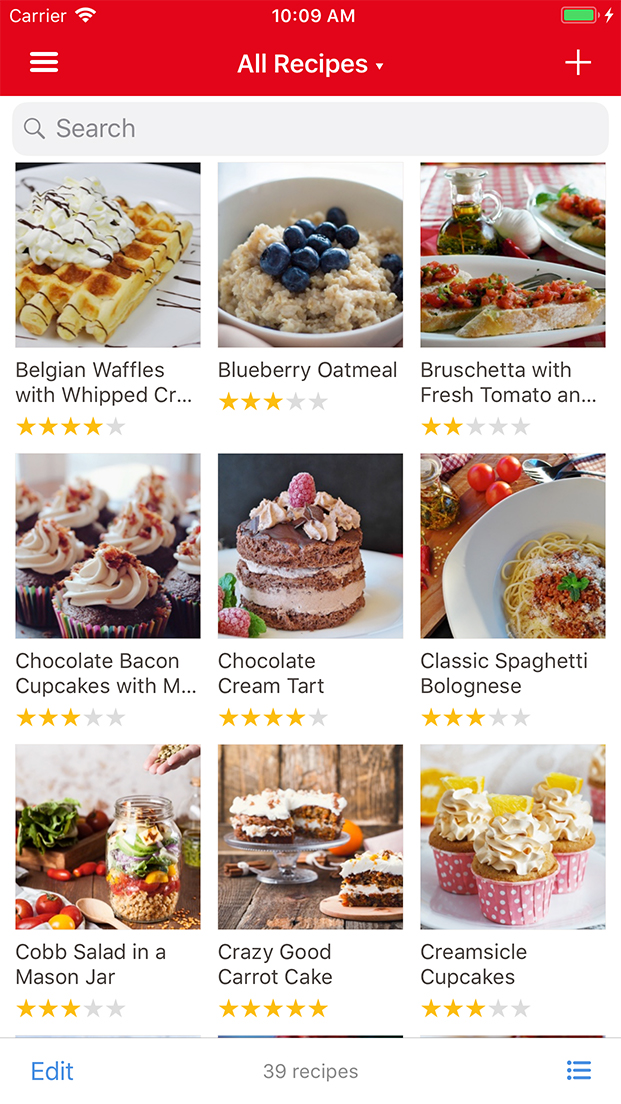 Carrier 10:09 AM
All Recipes ▾
Search
Belgian Waffles
with Whipped Cr...
Blueberry Oatmeal
Bruschetta with
Fresh Tomato an...
Chocolate Bacon
Cupcakes with M...
Chocolate
Cream Tart
Classic Spaghetti
Bolognese
Cobb Salad in a
Mason Jar
Crazy Good
Carrot Cake
Creamsicle
Cupcakes
Edit 39 recipes